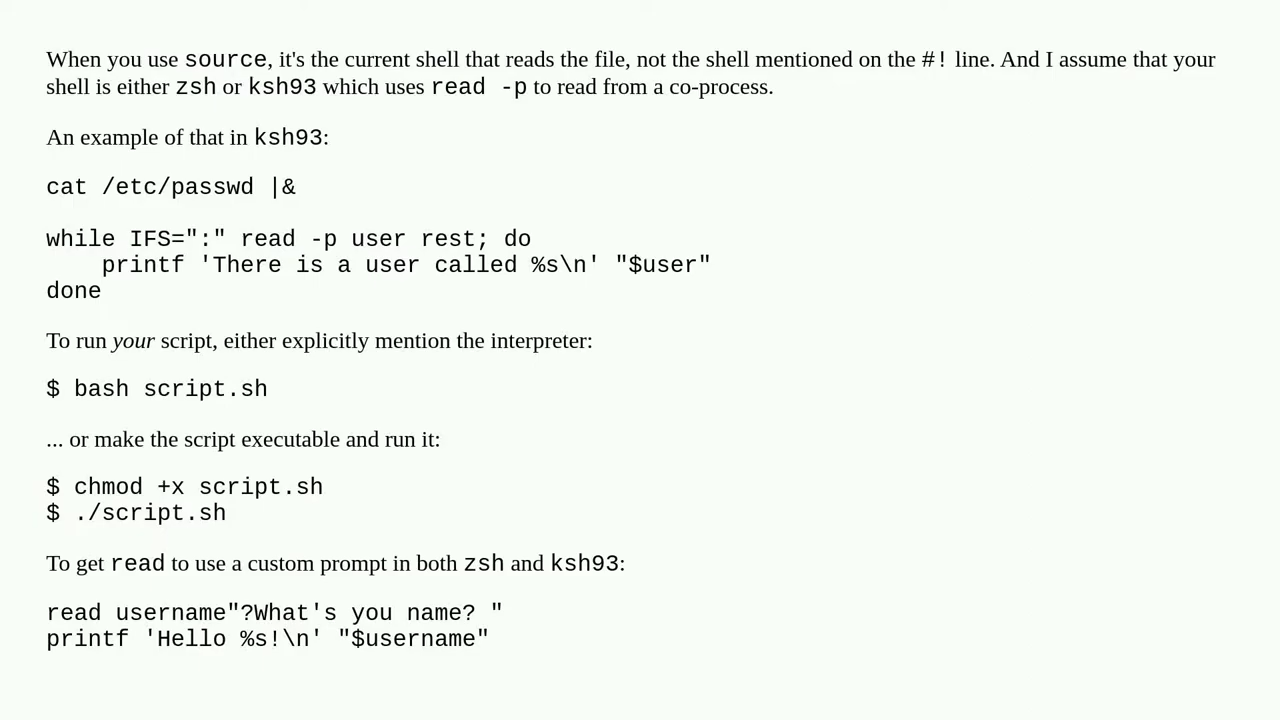 When you use source, it's the current shell that reads the file, not the shell mentioned on the #! line. And I assume that your
shell is either zsh or ksh93 which uses read -p to read from a co-process.
An example of that in ksh93:
cat /etc/passwd |&
while IFS=":" read -p user rest; do
    printf 'There is a user called %s\n' "$user"
done
To run your script, either explicitly mention the interpreter:
$ bash script.sh
... or make the script executable and run it:
$ chmod +x script.sh
$ ./script.sh
To get read to use a custom prompt in both zsh and ksh93:
read username"?What's you name? "
printf 'Hello %s!\n' "$username"